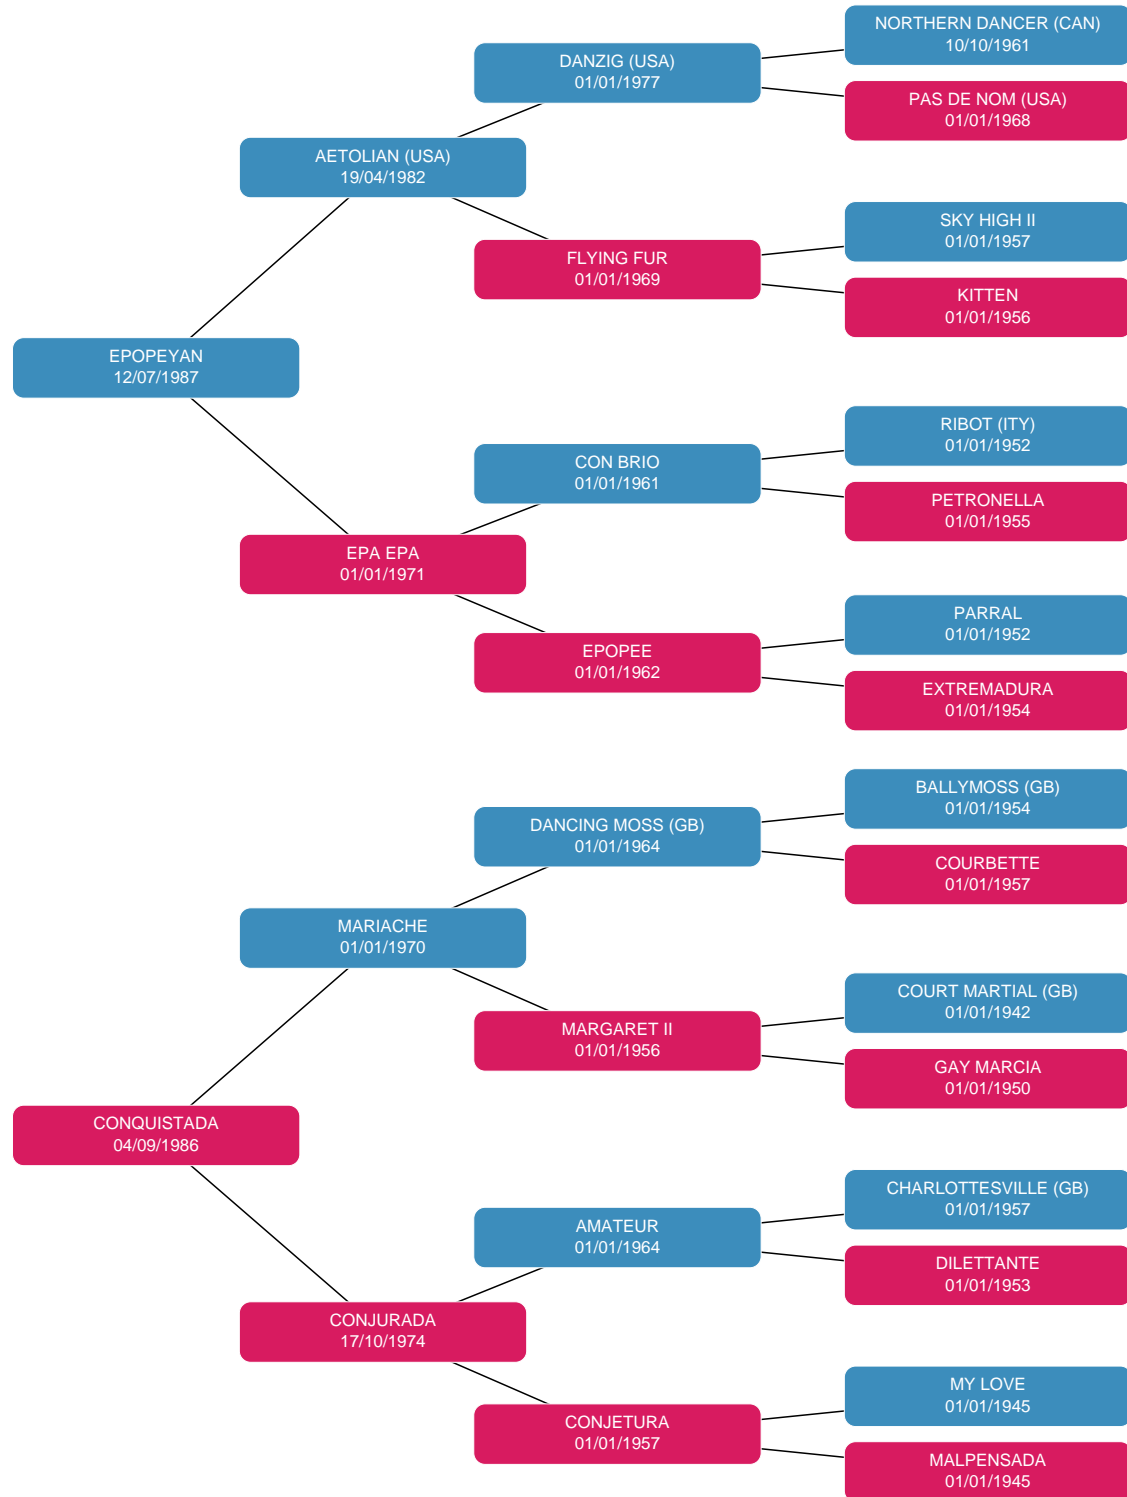 NORTHERN DANCER (CAN)
10/10/1961
DANZIG (USA)
01/01/1977
PAS DE NOM (USA)
01/01/1968
AETOLIAN (USA)
19/04/1982
SKY HIGH II
01/01/1957
FLYING FUR
01/01/1969
KITTEN
01/01/1956
EPOPEYAN
12/07/1987
RIBOT (ITY)
01/01/1952
CON BRIO
01/01/1961
PETRONELLA
01/01/1955
EPA EPA
01/01/1971
PARRAL
01/01/1952
EPOPEE
01/01/1962
EXTREMADURA
01/01/1954
BALLYMOSS (GB)
01/01/1954
DANCING MOSS (GB)
01/01/1964
COURBETTE
01/01/1957
MARIACHE
01/01/1970
COURT MARTIAL (GB)
01/01/1942
MARGARET II
01/01/1956
GAY MARCIA
01/01/1950
CONQUISTADA
04/09/1986
CHARLOTTESVILLE (GB)
01/01/1957
AMATEUR
01/01/1964
DILETTANTE
01/01/1953
CONJURADA
17/10/1974
MY LOVE
01/01/1945
CONJETURA
01/01/1957
MALPENSADA
01/01/1945